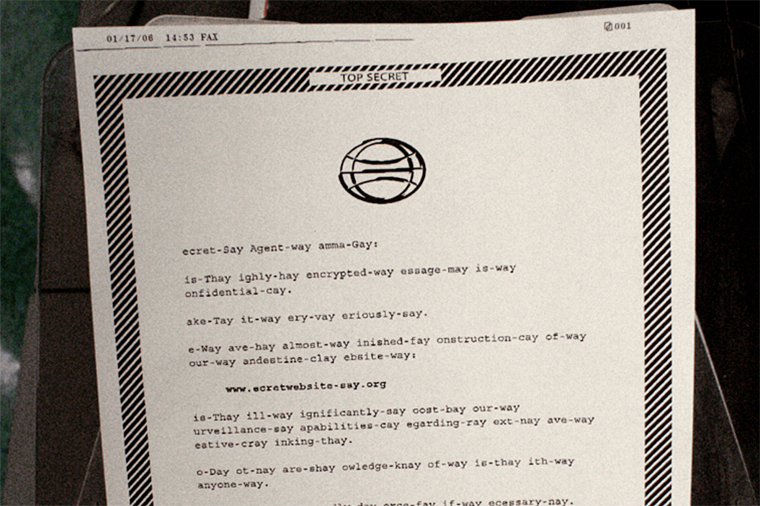 01/17/06 14:53 FAX
001
TOP SECRET
ecret-Say Agent-way amma-Gay:
is-Thay ighly-hay encrypted-way essage-may is-way
onfidential-cay.
ake-Tay it-way ery-vay eriously-say.
e-Way ave-hay almost-way inished-fay onstruction-cay of-way
our-way andestine-clay ebsite-way:
www.ecretwebsite-say.org
is-Thay ill-way ignificantly-say oost-bay our-way
urveillance-say apabilities-cay egarding-ray ext-nay ave-way
eative-cray inking-thay.
o-Day ot-nay are-shay owledge-knay of-way is-thay ith-way
anyone-way.
if-way ecessary-nay.